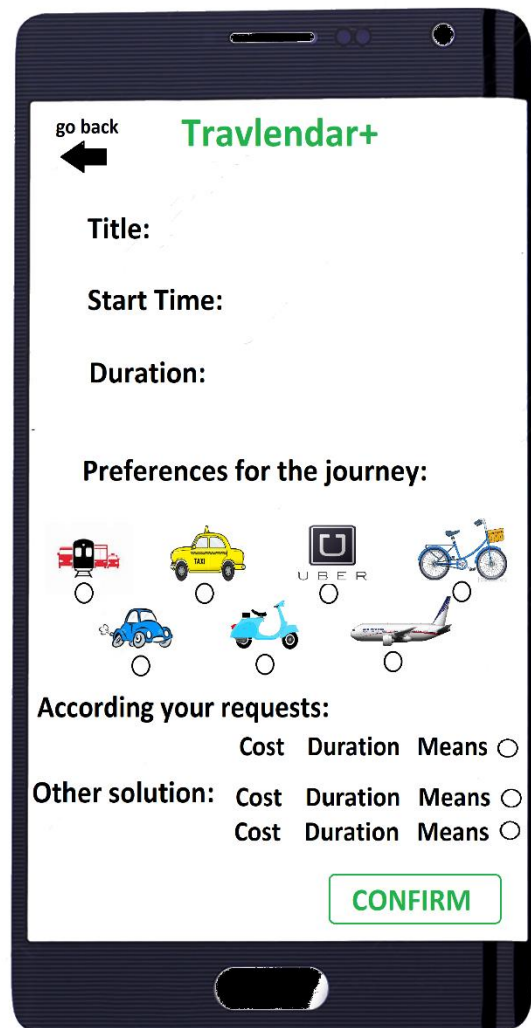 go back
Travlendar+
Title:
Start Time:
Duration:
Preferences for the journey:
TAXI
U
UBER
According your requests:
Cost Duration Means
Other solution: Cost Duration Means
Cost Duration Means
CONFIRM